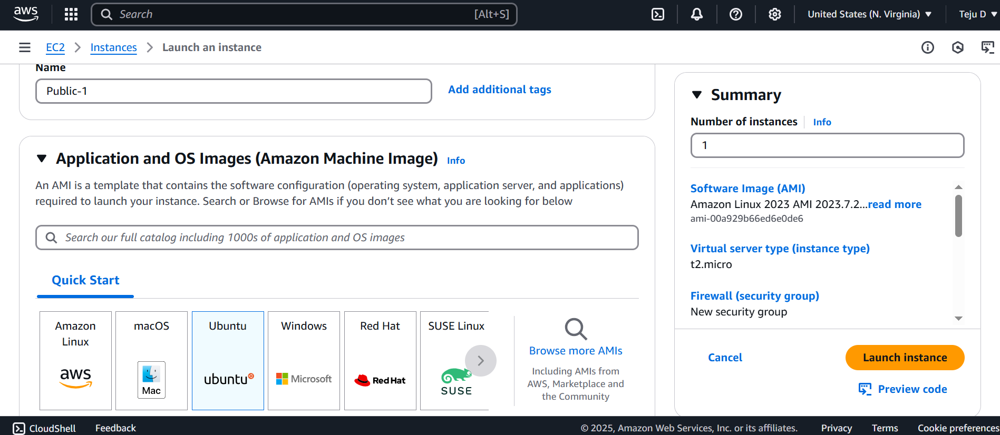 aws
Search
[Alt+S]
United States (N. Virginia)
Teju D
EC2
Instances
Launch an instance
Name
Public-1
Add additional tags
Application and OS Images (Amazon Machine Image)
Info
An AMI is a template that contains the software configuration (operating system, application server, and applications)
required to launch your instance. Search or Browse for AMIs if you don’t see what you are looking for below
Search our full catalog including 1000s of application and OS images
Quick Start
Amazon
Linux
aws
macOS
Mac
Ubuntu
ubuntu
Windows
Microsoft
Red Hat
Red Hat
SUSE Linux
SUSE
Browse more AMIs
Including AMIs from
AWS, Marketplace and
the Community
Summary
Number of instances
Info
1
Software Image (AMI)
Amazon Linux 2023 AMI 2023.7.2...read more
ami-00a929b66ed6e0de6
Virtual server type (instance type)
t2.micro
Firewall (security group)
New security group
Cancel
Launch instance
Preview code
CloudShell
Feedback
© 2025, Amazon Web Services, Inc. or its affiliates.
Privacy
Terms
Cookie preferences